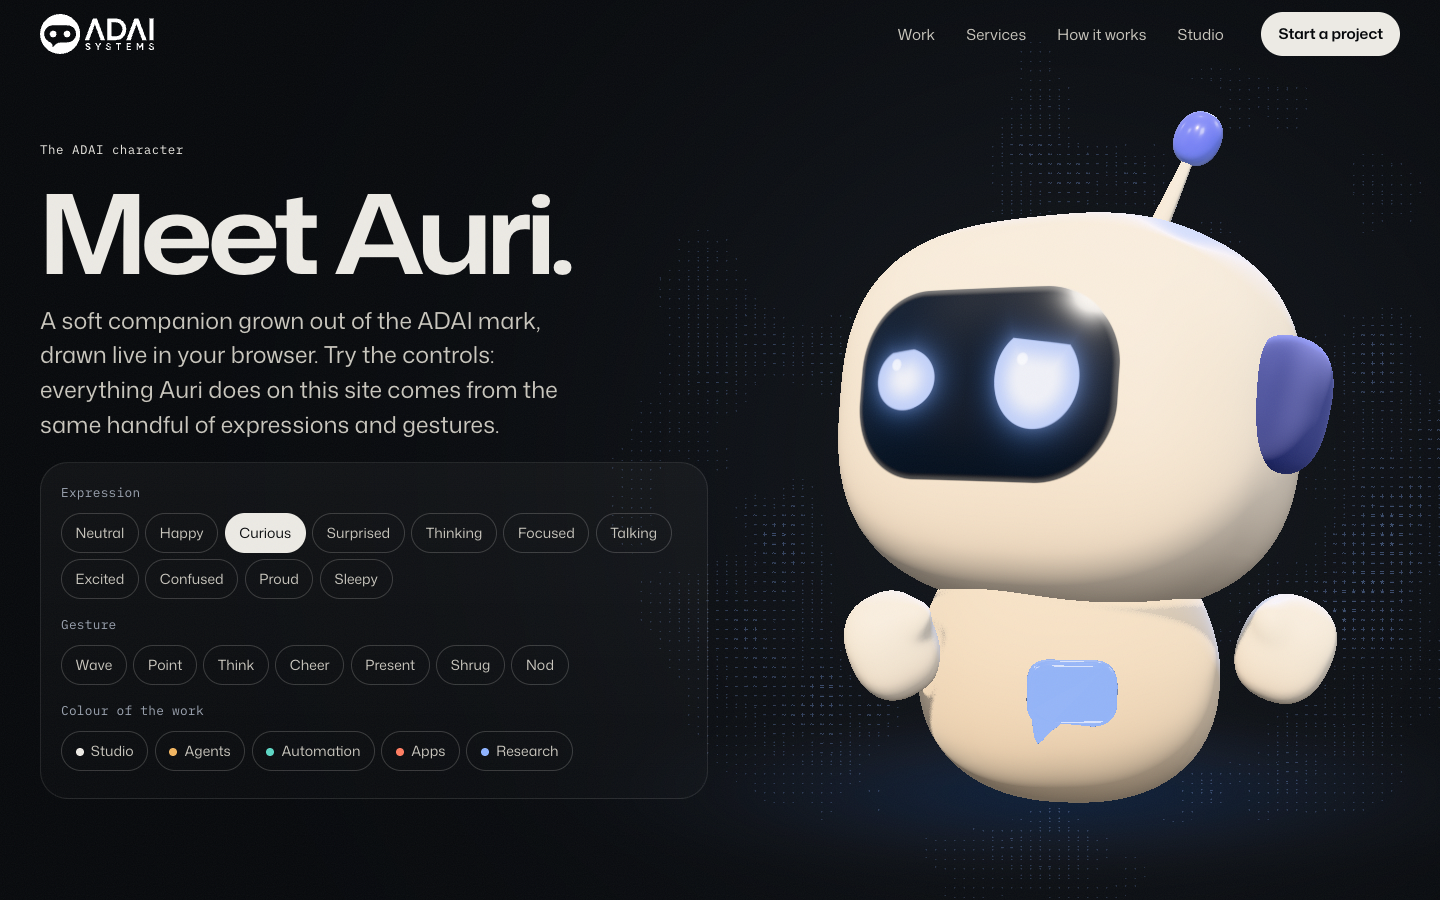 ADAI
SYSTEMS
Work Services How it works Studio Start a project
The ADAI character
Meet Auri.
A soft companion grown out of the ADAI mark,
drawn live in your browser. Try the controls:
everything Auri does on this site comes from the
same handful of expressions and gestures.
Expression
Neutral Happy Curious Surprised Thinking Focused Talking
Excited Confused Proud Sleepy
Gesture
Wave Point Think Cheer Present Shrug Nod
Colour of the work
Studio Agents Automation Apps Research